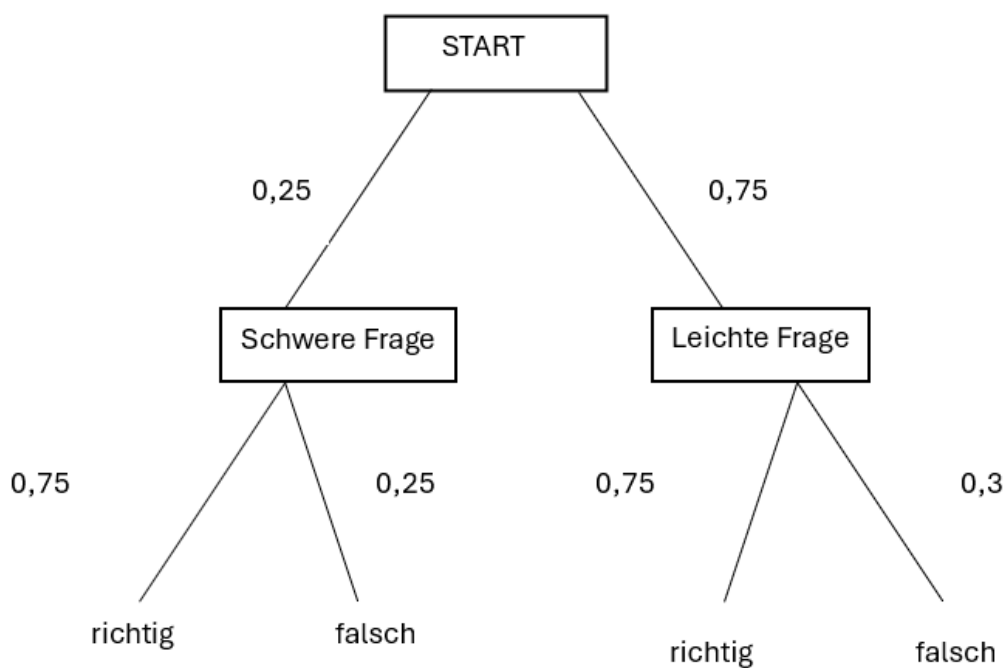 START
0,25
0,75
Schwere Frage
Leichte Frage
0,75
0,25
0,75
0,3
richtig
falsch
richtig
falsch